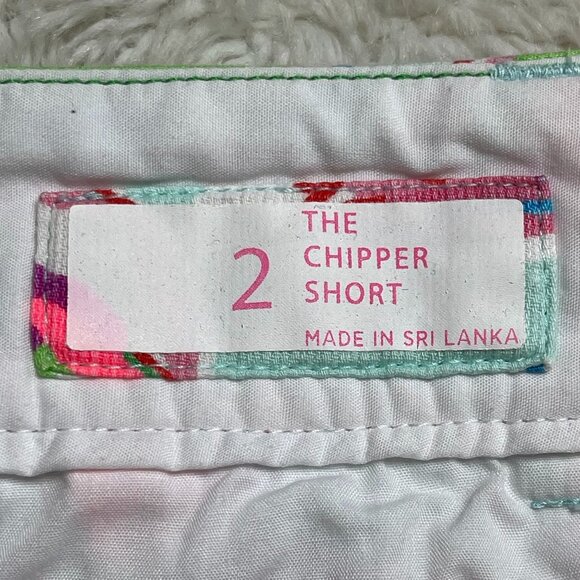 2
THE
CHIPPER
SHORT
MADE IN SRI LANKA